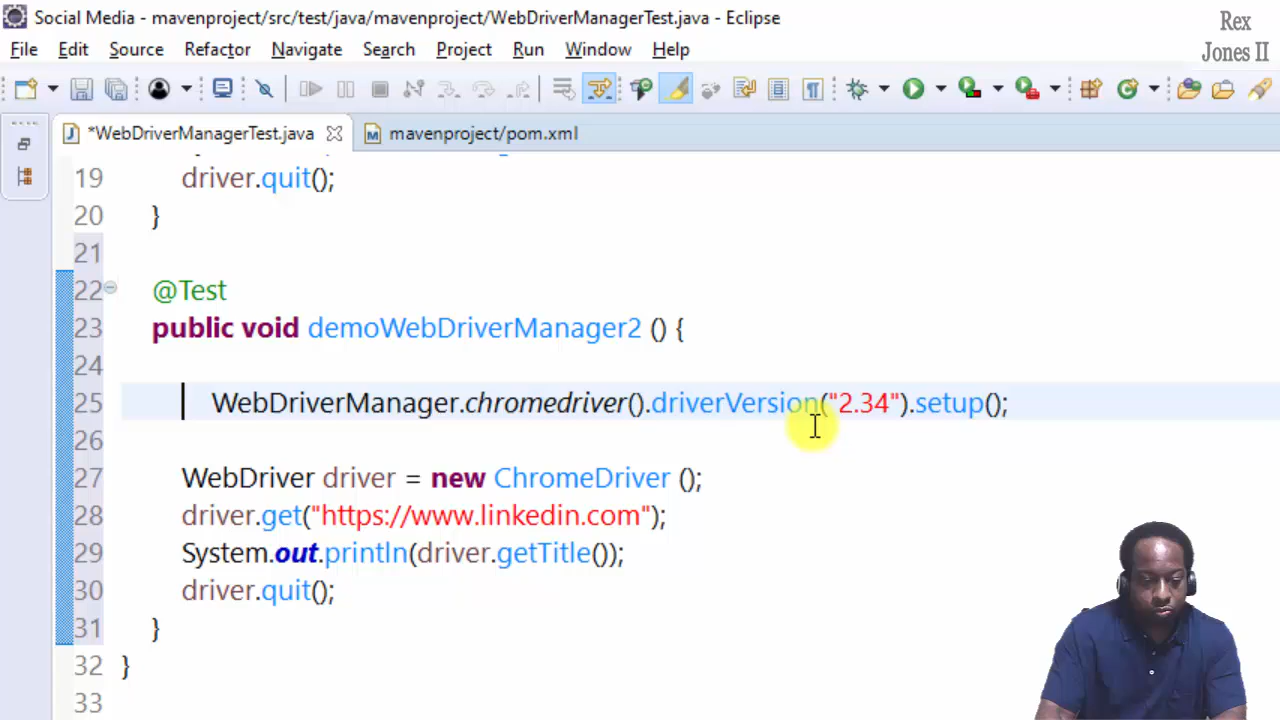 Social Media - mavenproject/src/test/java/mavenproject/WebDriverManagerTest.java - Eclipse
Rex
Jones II
File Edit Source Refactor Navigate Search Project Run Window Help
*WebDriverManagerTest.java mavenproject/pom.xml
19 driver.quit();
20 }
21
22 @Test
23 public void demoWebDriverManager2 () {
24
25 WebDriverManager.chromedriver().driverVersion("2.34").setup();
26
27 WebDriver driver = new ChromeDriver ();
28 driver.get("https://www.linkedin.com");
29 System.out.println(driver.getTitle());
30 driver.quit();
31 }
32 }
33